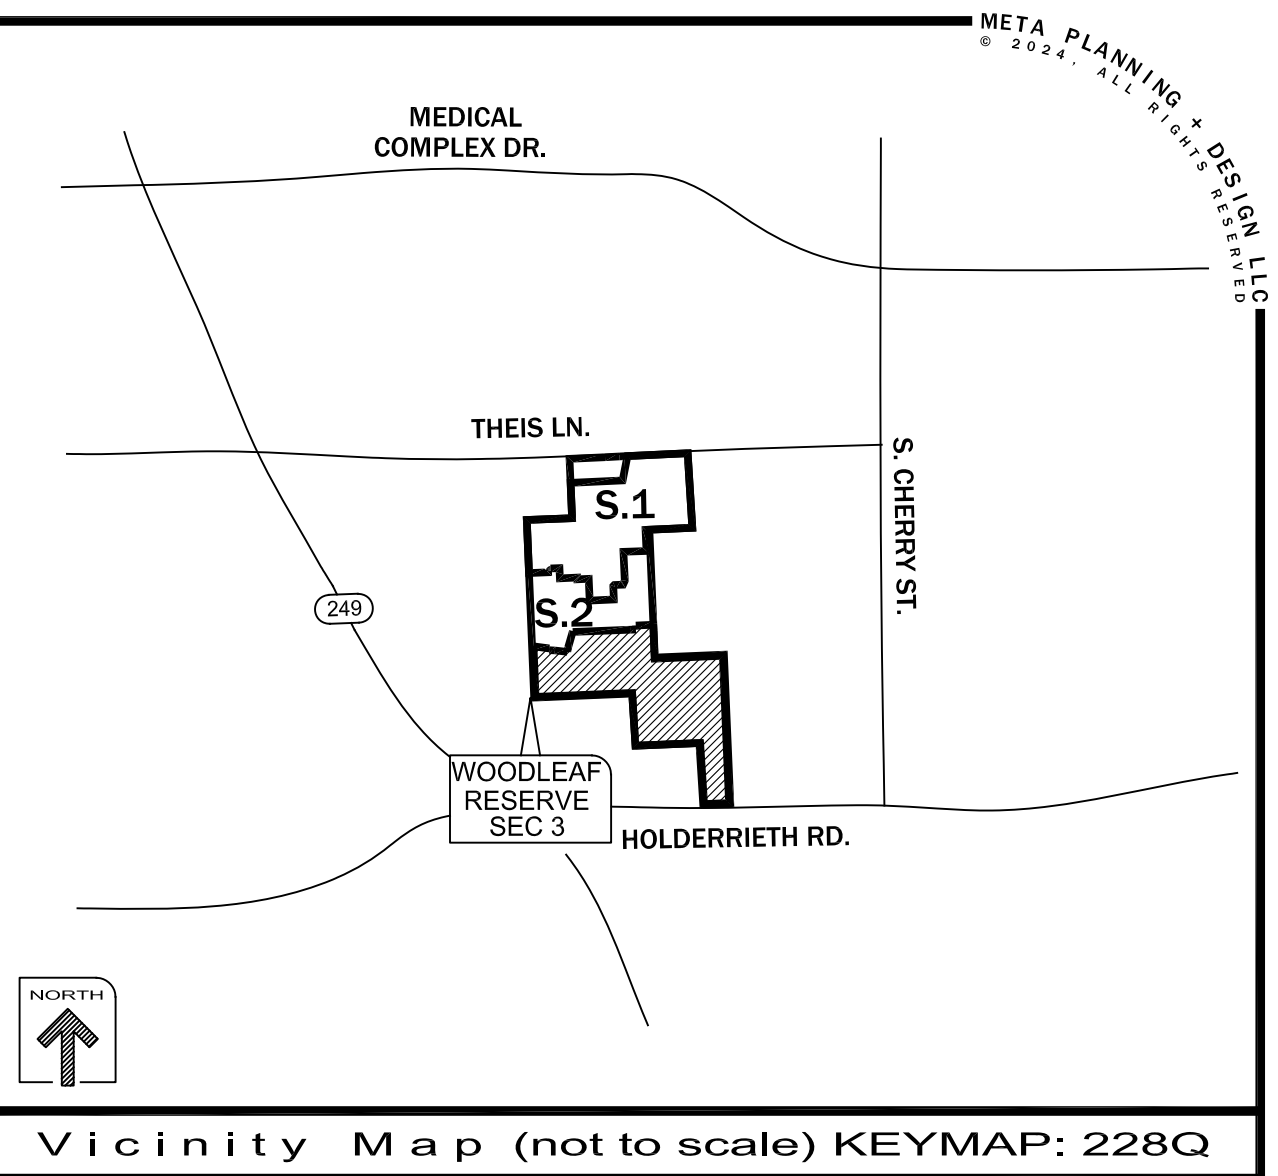 META PLANNING + DESIGN LLC
© 2024, ALL RIGHTS RESERVED
MEDICAL
COMPLEX DR.
THEIS LN.
S. CHERRY ST.
S.1
S.2
249
WOODLEAF
RESERVE
SEC 3
HOLDERRIETH RD.
NORTH
Vicinity Map (not to scale) KEYMAP: 228Q